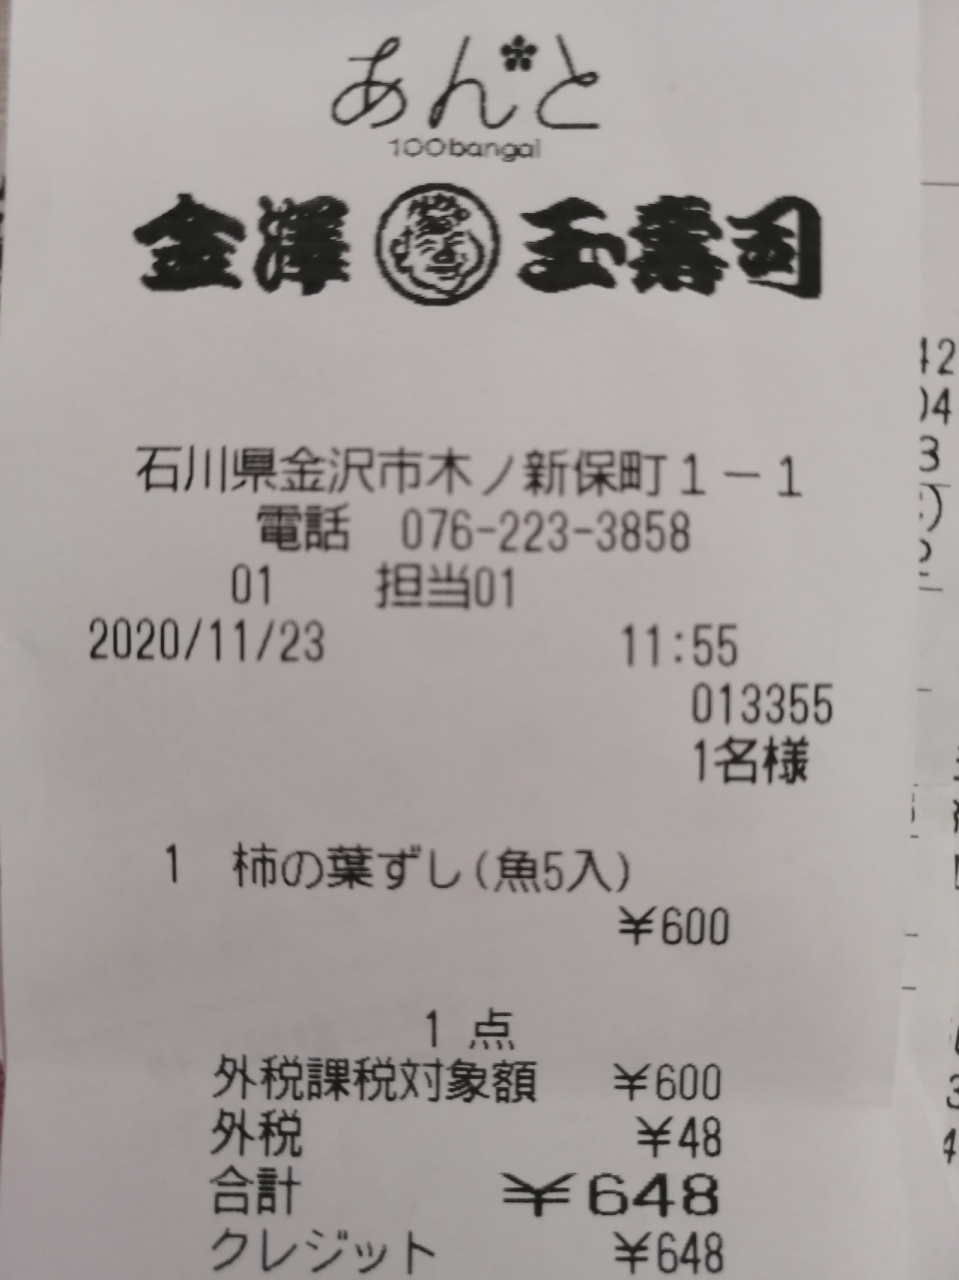 あんと
100bangai
金澤 玉寿司
石川県金沢市木ノ新保町1-1
電話 076-223-3858
01 担当01
2020/11/23 11:55
013355
1名様
1 柿の葉ずし(魚5入)
¥600
1 点
外税課税対象額 ¥600
外税 ¥48
合計 ¥648
クレジット ¥648
42
04
3